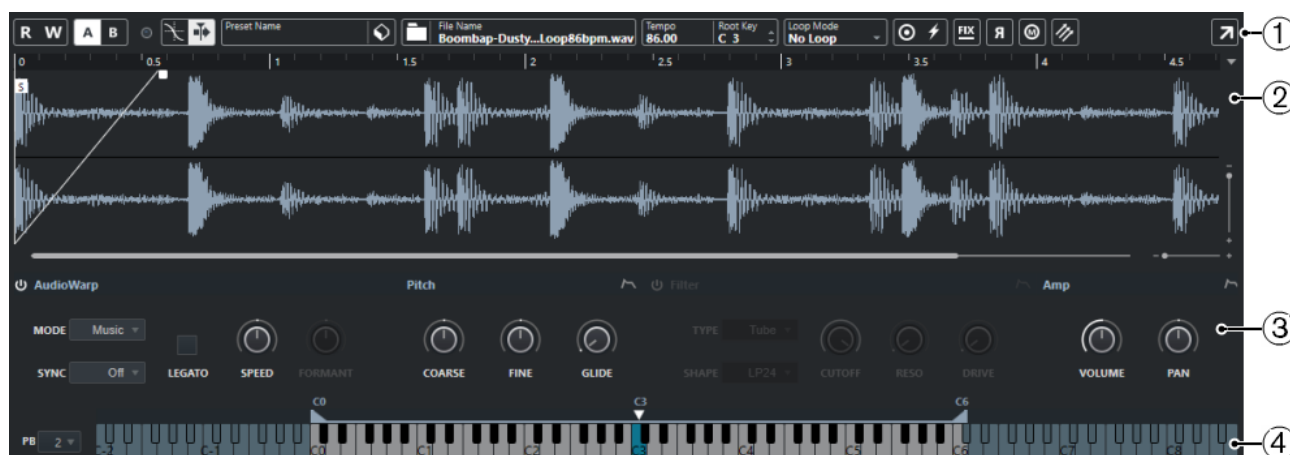 R W A B Preset Name File Name Tempo Root Key Loop Mode
Boombap-Dusty...Loop86bpm.wav 86.00 C 3 No Loop FIX Я M 1
0 0.5 1 1.5 2 2.5 3 3.5 4 4.5
S 2
AudioWarp Pitch Filter Amp
MODE Music TYPE Tube 3
SYNC Off LEGATO SPEED FORMANT COARSE FINE GLIDE SHAPE LP24 CUTOFF RESO DRIVE VOLUME PAN
C0 C3 C6
PB 2 C-2 C-1 C0 C1 C2 C3 C4 C5 C6 C7 C8 4